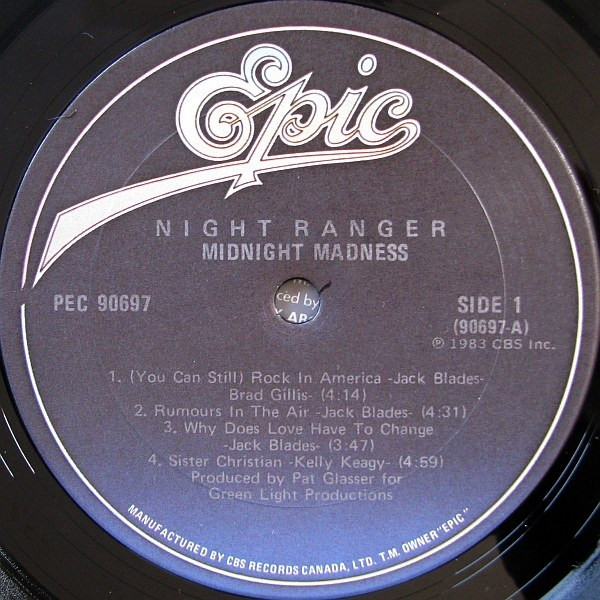 Epic
NIGHT RANGER
MIDNIGHT MADNESS
PEC 90697
SIDE 1
(90697-A)
℗ 1983 CBS Inc.
ced by
AR
1. (You Can Still) Rock In America -Jack Blades-
Brad Gillis- (4:14)
2. Rumours In The Air -Jack Blades- (4:31)
3. Why Does Love Have To Change
-Jack Blades- (3:47)
4. Sister Christian -Kelly Keagy- (4:59)
Produced by Pat Glasser for
Green Light Productions
MANUFACTURED BY CBS RECORDS CANADA, LTD. T.M. OWNER "EPIC"